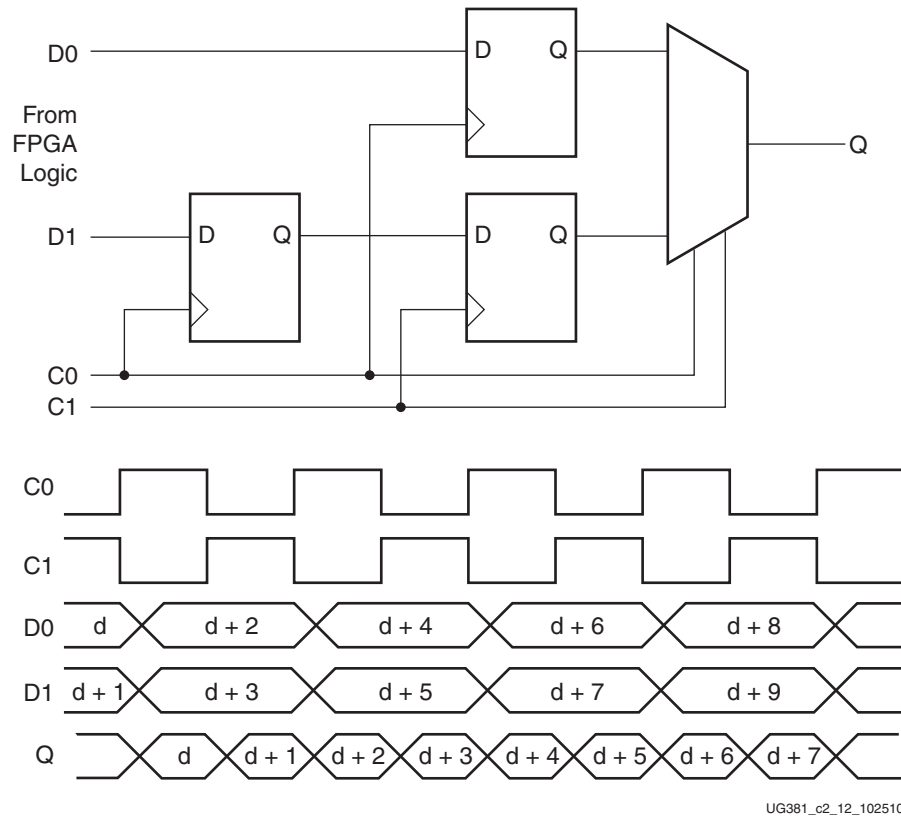 D0
D Q
From
FPGA
Logic
Q
D1
D Q
D Q
C0
C1
C0
C1
D0 d d + 2 d + 4 d + 6 d + 8
D1 d + 1 d + 3 d + 5 d + 7 d + 9
Q d d + 1 d + 2 d + 3 d + 4 d + 5 d + 6 d + 7
UG381_c2_12_102510